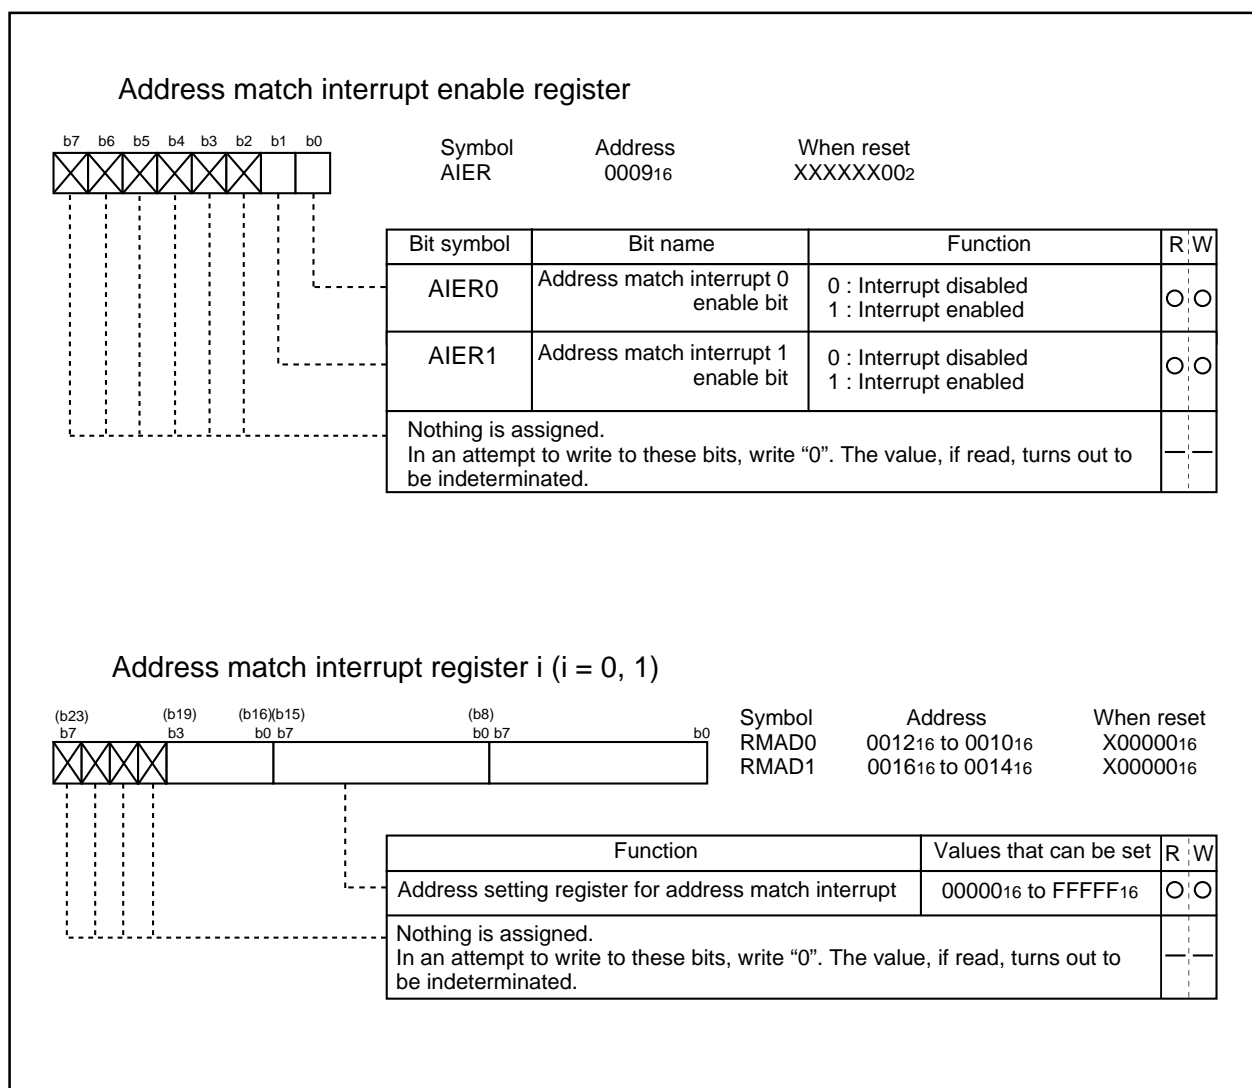 Address match interrupt enable register
b7 b6 b5 b4 b3 b2 b1 b0
Symbol Address When reset
AIER 000916 XXXXXX002
Bit symbol Bit name Function R W
AIER0 Address match interrupt 0 enable bit 0 : Interrupt disabled
1 : Interrupt enabled
AIER1 Address match interrupt 1 enable bit 0 : Interrupt disabled
1 : Interrupt enabled
Nothing is assigned.
In an attempt to write to these bits, write “0”. The value, if read, turns out to
be indeterminated.
Address match interrupt register i (i = 0, 1)
(b23) (b19) (b16)(b15) (b8)
b7 b3 b0 b7 b0 b7 b0
Symbol Address When reset
RMAD0 001216 to 001016 X0000016
RMAD1 001616 to 001416 X0000016
Function Values that can be set R W
Address setting register for address match interrupt 0000016 to FFFFF16
Nothing is assigned.
In an attempt to write to these bits, write “0”. The value, if read, turns out to
be indeterminated.